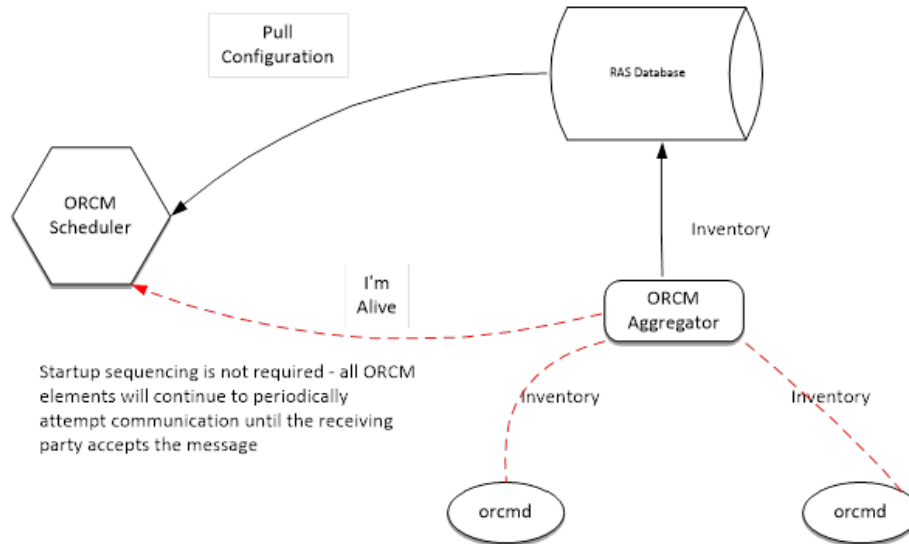 Pull
Configuration
RAS Database
ORCM
Scheduler
Inventory
I'm
Alive
ORCM
Aggregator
Startup sequencing is not required - all ORCM
elements will continue to periodically
attempt communication until the receiving
party accepts the message
Inventory
Inventory
orcmd
orcmd